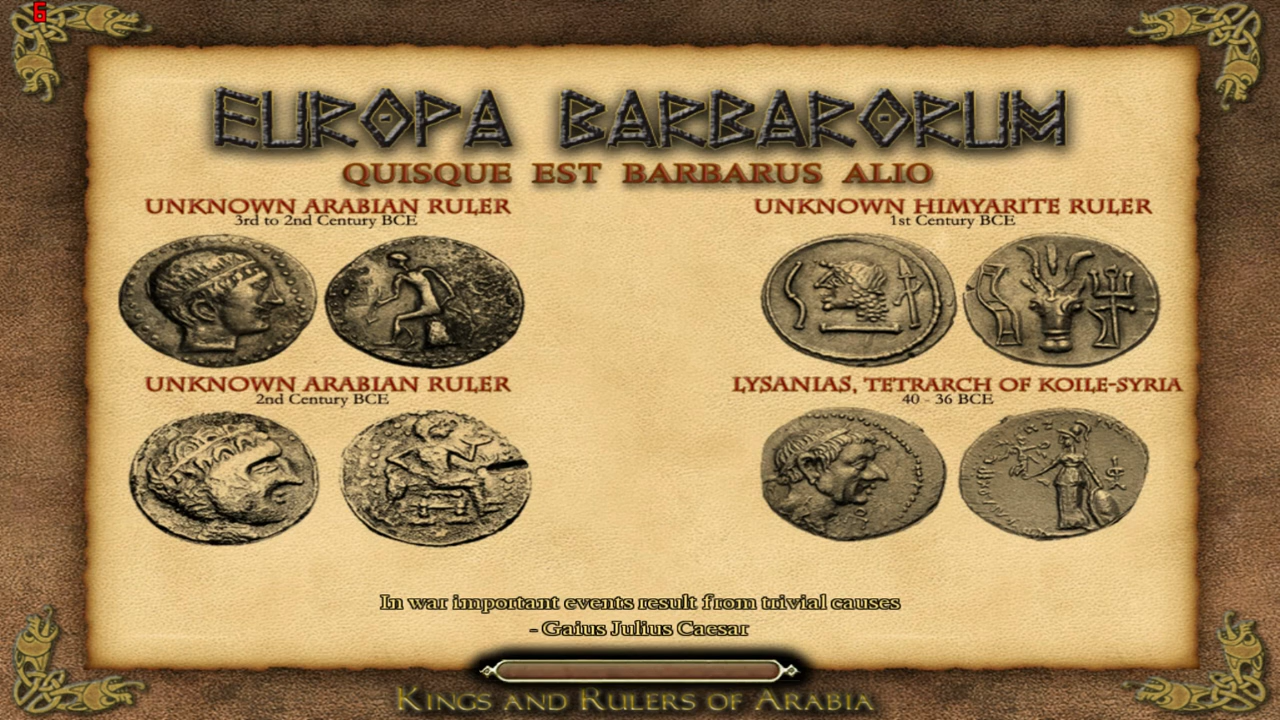 6
EUROPA BARBARORUM
QUISQUE EST BARBARUS ALIO
UNKNOWN ARABIAN RULER
3rd to 2nd Century BCE
UNKNOWN HIMYARITE RULER
1st Century BCE
UNKNOWN ARABIAN RULER
2nd Century BCE
LYSANIAS, TETRARCH OF KOILE-SYRIA
40 - 36 BCE
In war important events result from trivial causes
- Gaius Julius Caesar
KINGS AND RULERS OF ARABIA